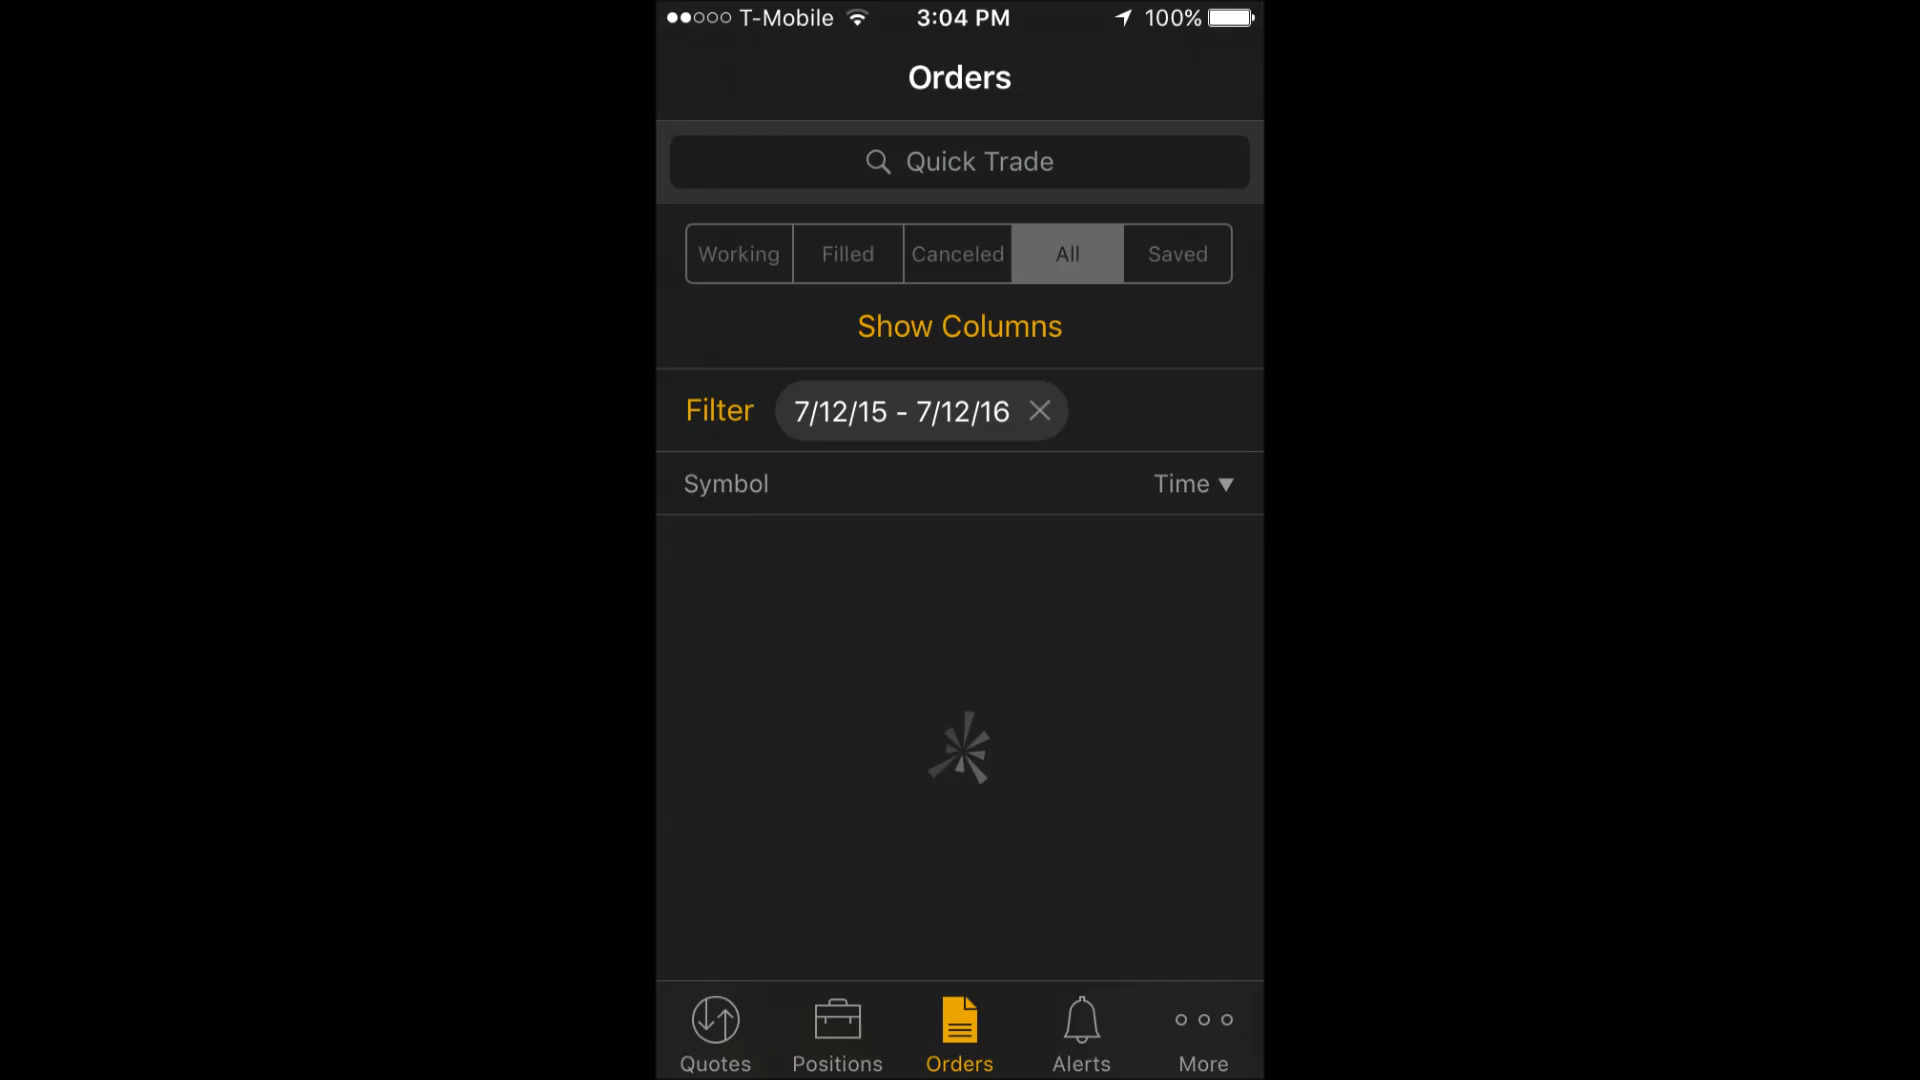 T-Mobile 3:04 PM 100%
Orders
Quick Trade
Working Filled Canceled All Saved
Show Columns
Filter 7/12/15 - 7/12/16
Symbol Time ▼
Quotes Positions Orders Alerts More